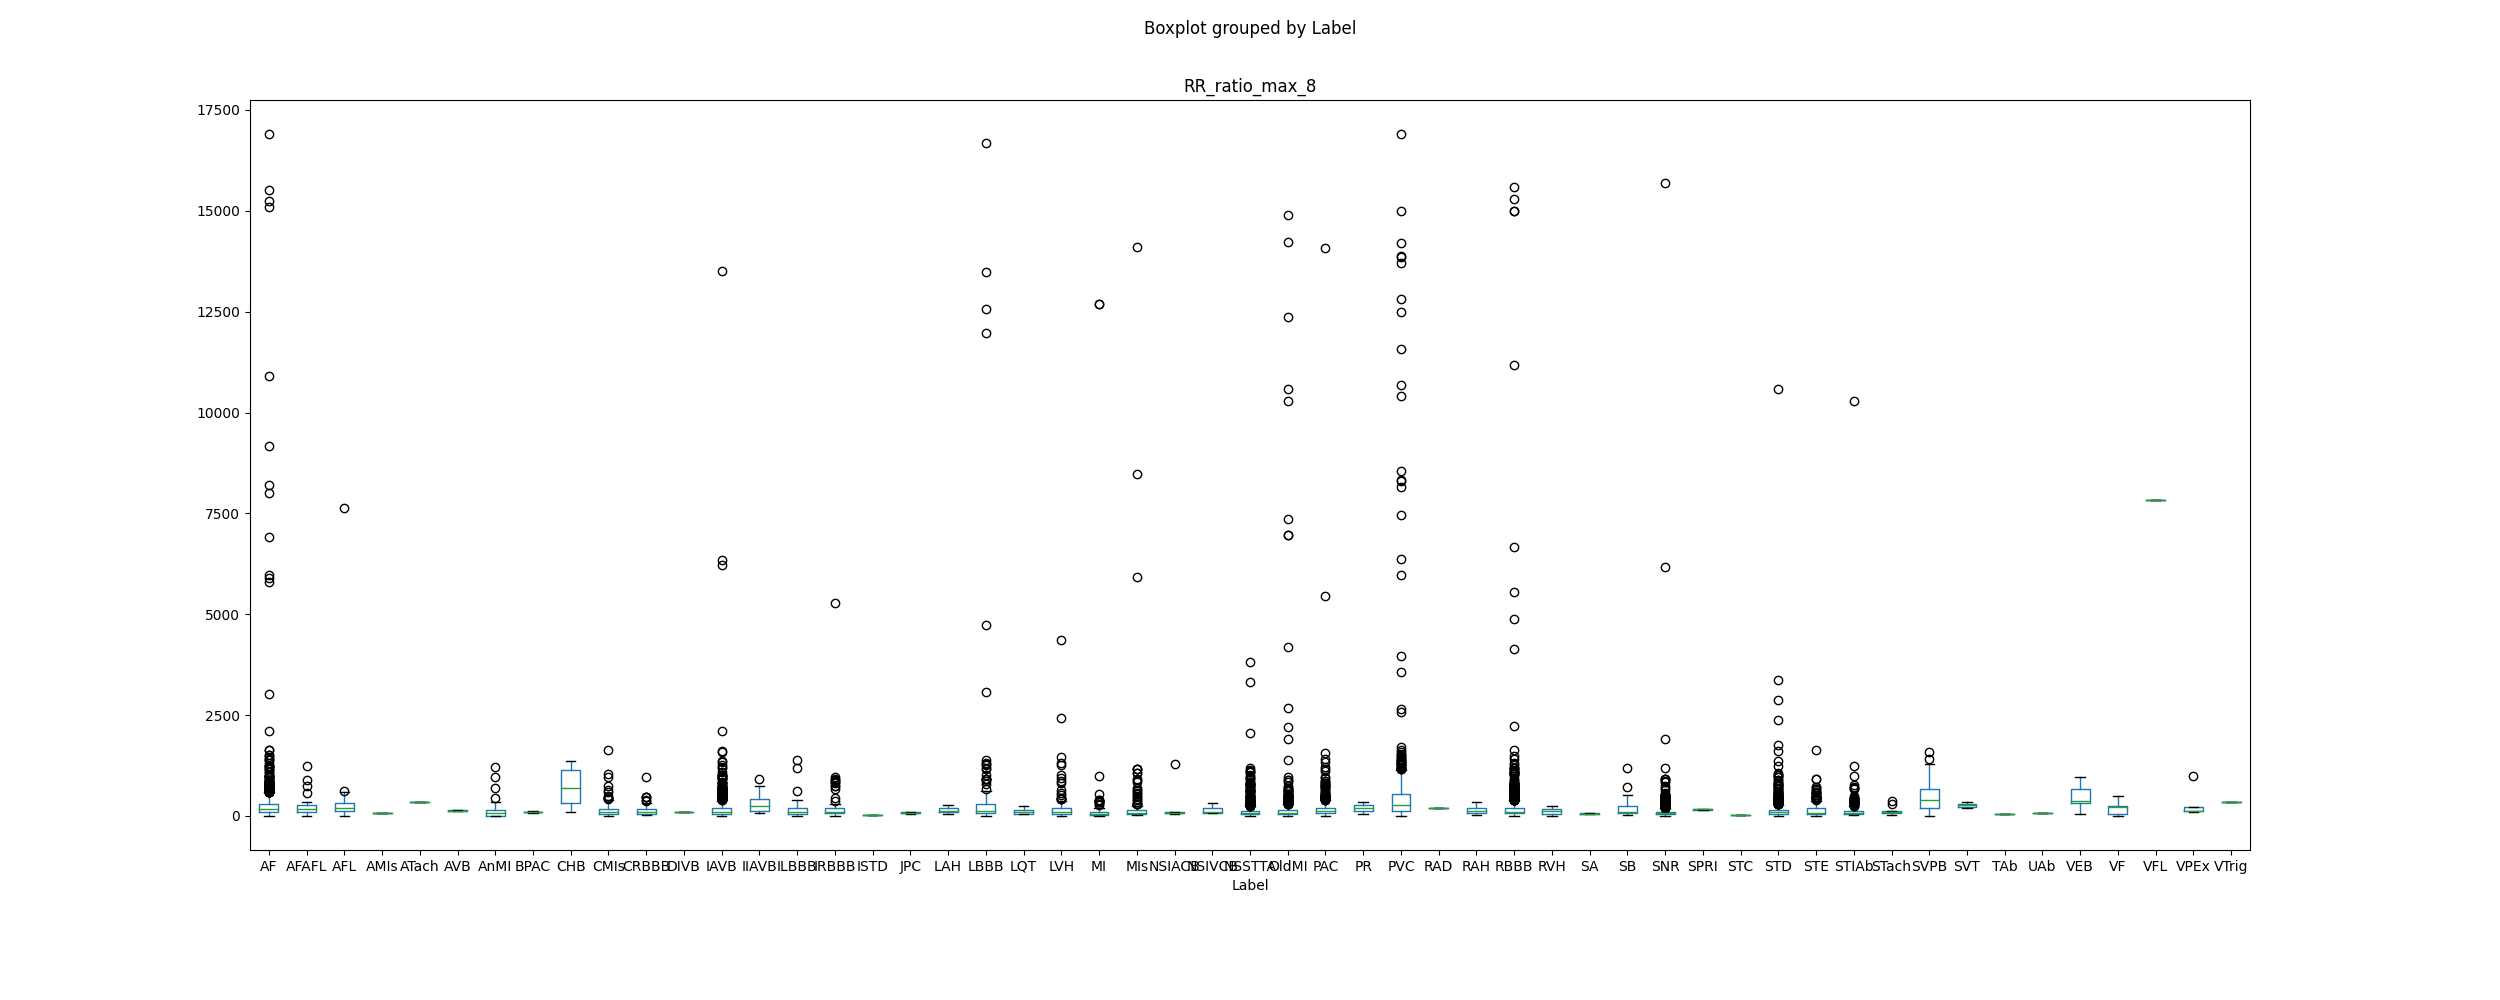 Boxplot grouped by Label
RR_ratio_max_8
17500
15000
12500
10000
7500
5000
2500
0
AF AFAFL AFL AMIs ATach AVB AnMI BPAC CHB CMIs CRBBB DIVB IAVB IIAVB ILBBB IRBBB ISTD JPC LAH LBBB LQT LVH MI MIs NSIACB NSIVCB NSSTTA OldMI PAC PR PVC RAD RAH RBBB RVH SA SB SNR SPRI STC STD STE STIAb STach SVPB SVT TAb UAb VEB VF VFL VPEx VTrig
Label